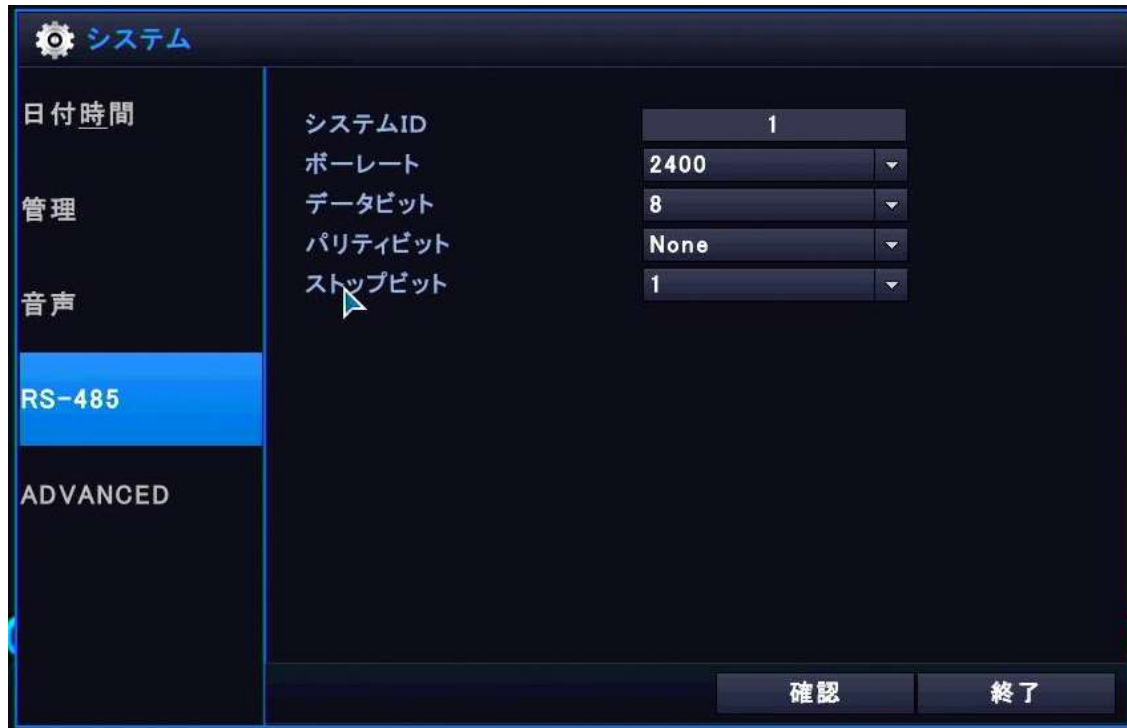 システム
日付時間
管理
音声
RS-485
ADVANCED
システムID 1
ボーレート 2400
データビット 8
パリティビット None
ストップビット 1
確認 終了